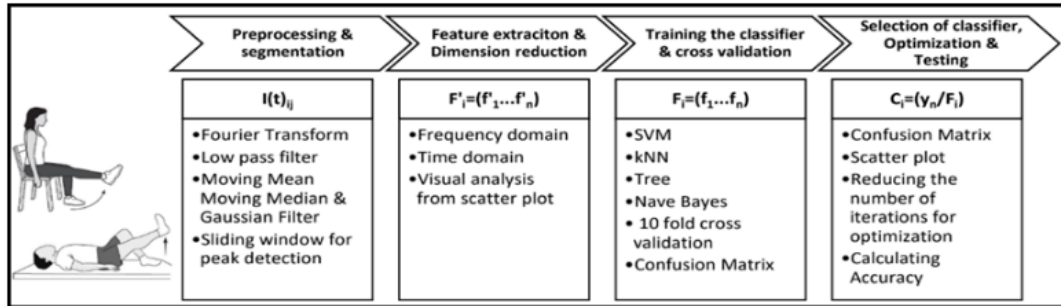 Preprocessing &
segmentation
Feature extraciton &
Dimension reduction
Training the classifier
& cross validation
Selection of classifier,
Optimization &
Testing
I(t)ij
•Fourier Transform
•Low pass filter
•Moving Mean
Moving Median &
Gaussian Filter
•Sliding window for
peak detection
F'i=(f'1...f'n)
•Frequency domain
•Time domain
•Visual analysis
from scatter plot
Fi=(f1...fn)
•SVM
•kNN
•Tree
•Nave Bayes
• 10 fold cross
validation
•Confusion Matrix
Ci=(yn/Fi)
•Confusion Matrix
•Scatter plot
•Reducing the
number of
iterations for
optimization
•Calculating
Accuracy